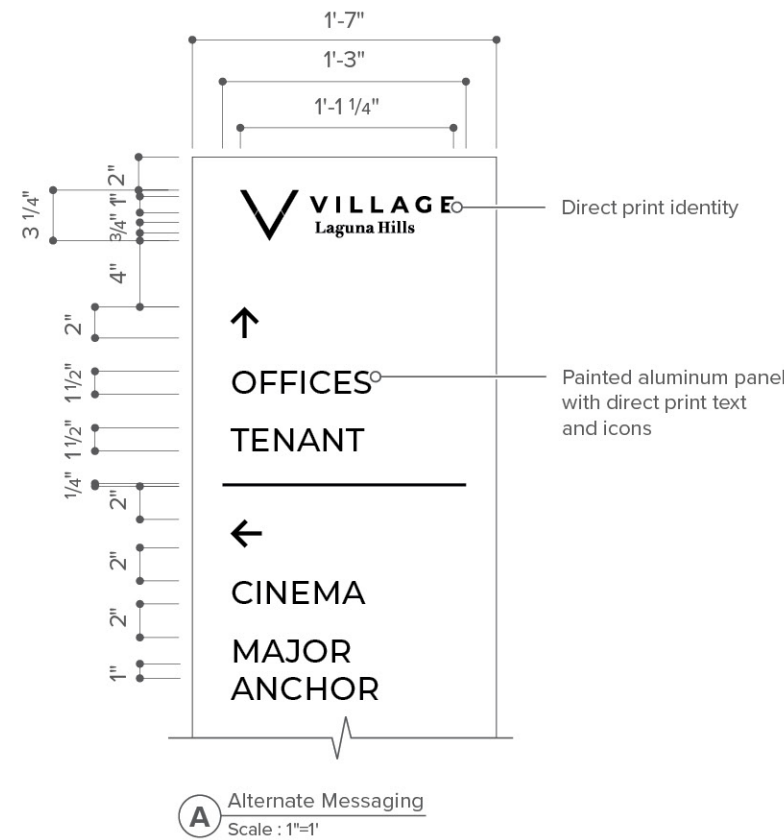 1'-7"
1'-3"
1'-1 1/4"
2"
1"
3 1/4"
3/4"
4"
VILLAGE
Laguna Hills
Direct print identity
2"
1 1/2"
OFFICES
Painted aluminum panel
with direct print text
and icons
1 1/2"
TENANT
1/4"
2"
2"
CINEMA
2"
MAJOR
ANCHOR
1"
A
Alternate Messaging
Scale : 1"=1'